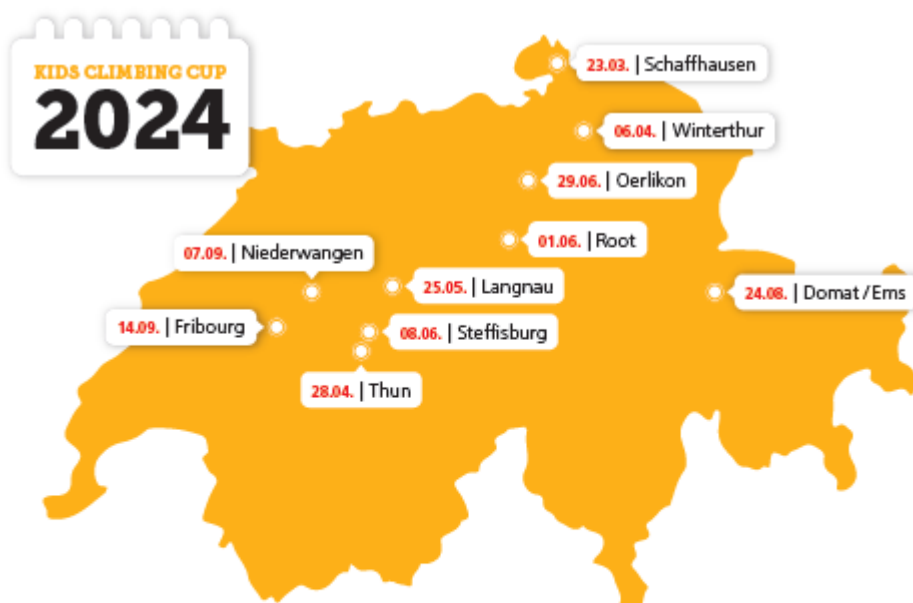 KIDS CLIMBING CUP
2024
23.03. | Schaffhausen
06.04. | Winterthur
29.06. | Oerlikon
01.06. | Root
07.09. | Niederwangen
25.05. | Langnau
24.08. | Domat/Ems
14.09. | Fribourg
08.06. | Steffisburg
28.04. | Thun